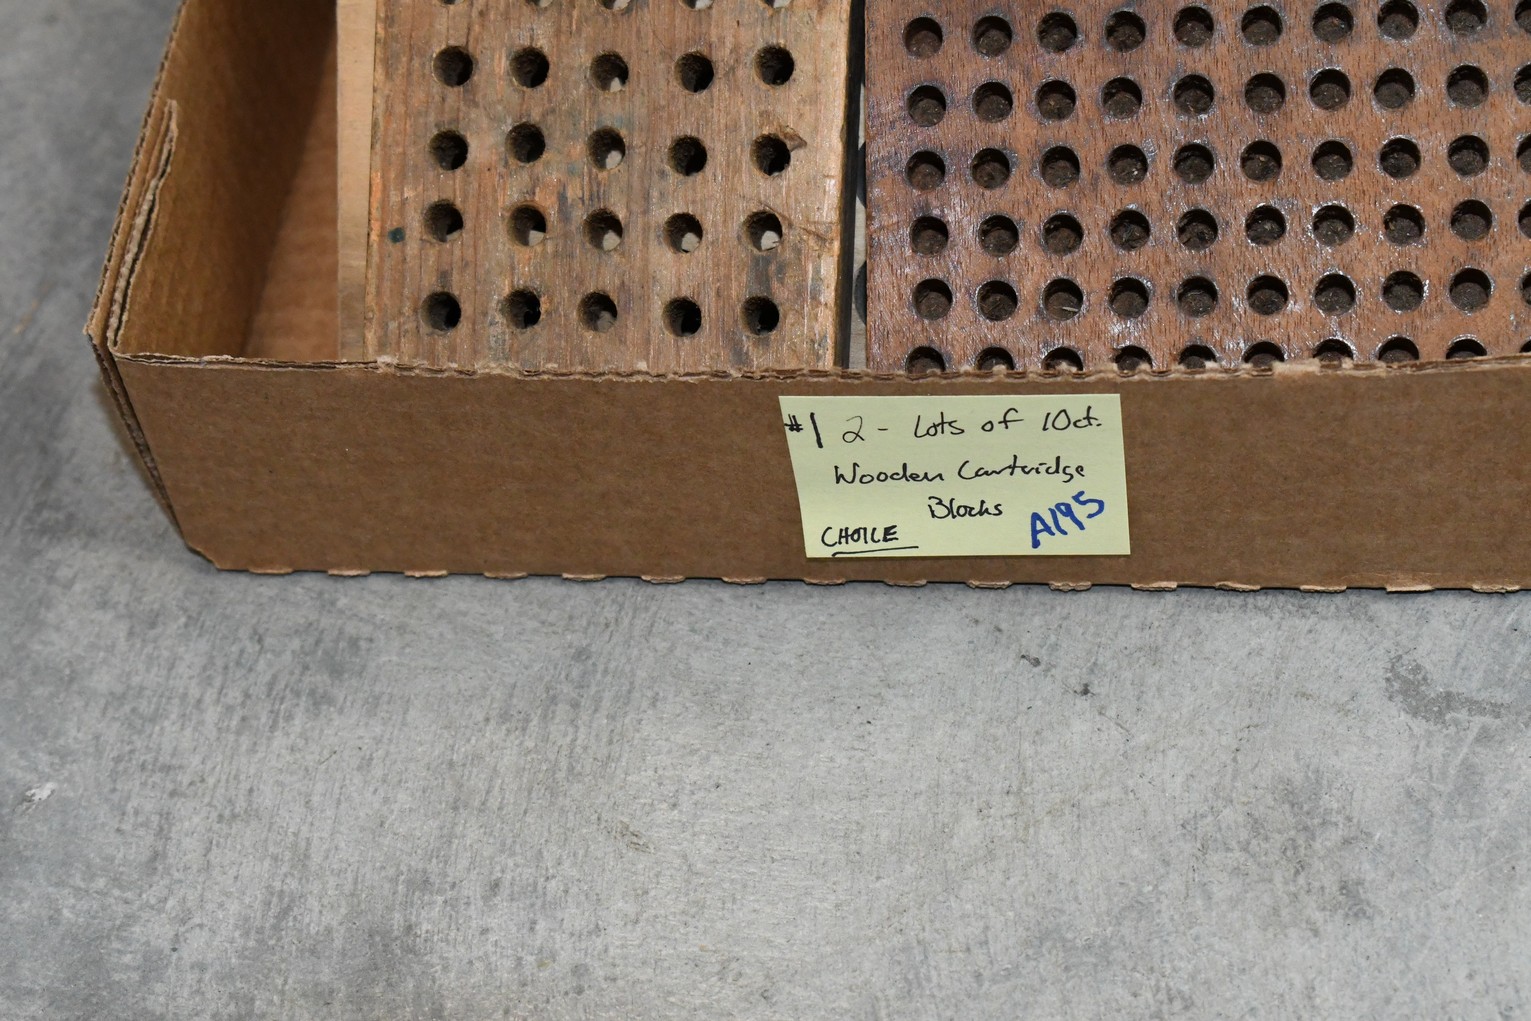 #1 2 - Lots of 10ct.
Wooden Cartridge
Blocks
CHOICE A195